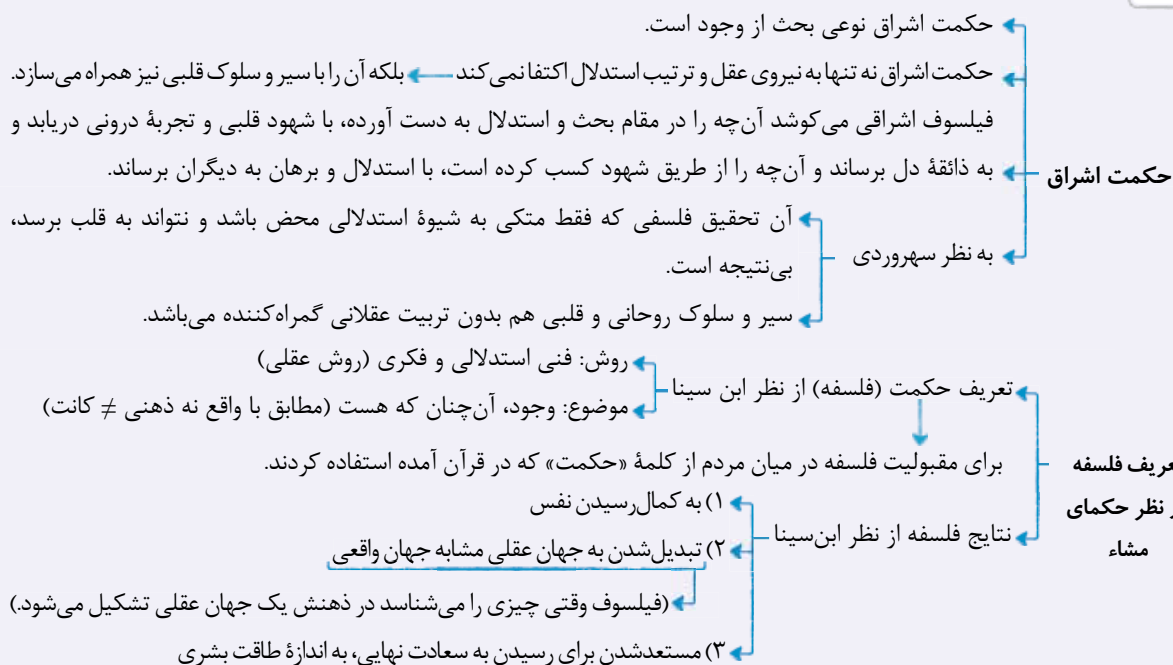 حکمت اشراق نوعی بحث از وجود است.
حکمت اشراق نه تنها به نیروی عقل و ترتیب استدلال اکتفا نمی‌کند بلکه آن را با سیر و سلوک قلبی نیز همراه می‌سازد.
فیلسوف اشراقی می‌کوشد آن‌چه را در مقام بحث و استدلال به دست آورده، با شهود قلبی و تجربهٔ درونی دریابد و
حکمت اشراق
به ذائقهٔ دل برساند و آن‌چه را از طریق شهود کسب کرده است، با استدلال و برهان به دیگران برساند.
به نظر سهروردی
آن تحقیق فلسفی که فقط متکی به شیوهٔ استدلالی محض باشد و نتواند به قلب برسد،
بی‌نتیجه است.
سیر و سلوک روحانی و قلبی هم بدون تربیت عقلانی گمراه‌کننده می‌باشد.
تعریف حکمت (فلسفه) از نظر ابن سینا
روش: فنی استدلالی و فکری (روش عقلی)
موضوع: وجود، آن‌چنان که هست (مطابق با واقع نه ذهنی ≠ کانت)
برای مقبولیت فلسفه در میان مردم از کلمهٔ «حکمت» که در قرآن آمده استفاده کردند.
فلسفه
نظر حکمای
مشاء
نتایج فلسفه از نظر ابن‌سینا
۱) به کمال‌رسیدن نفس
۲) تبدیل‌شدن به جهان عقلی مشابه جهان واقعی
(فیلسوف وقتی چیزی را می‌شناسد در ذهنش یک جهان عقلی تشکیل می‌شود.)
۳) مستعدشدن برای رسیدن به سعادت نهایی، به اندازهٔ طاقت بشری